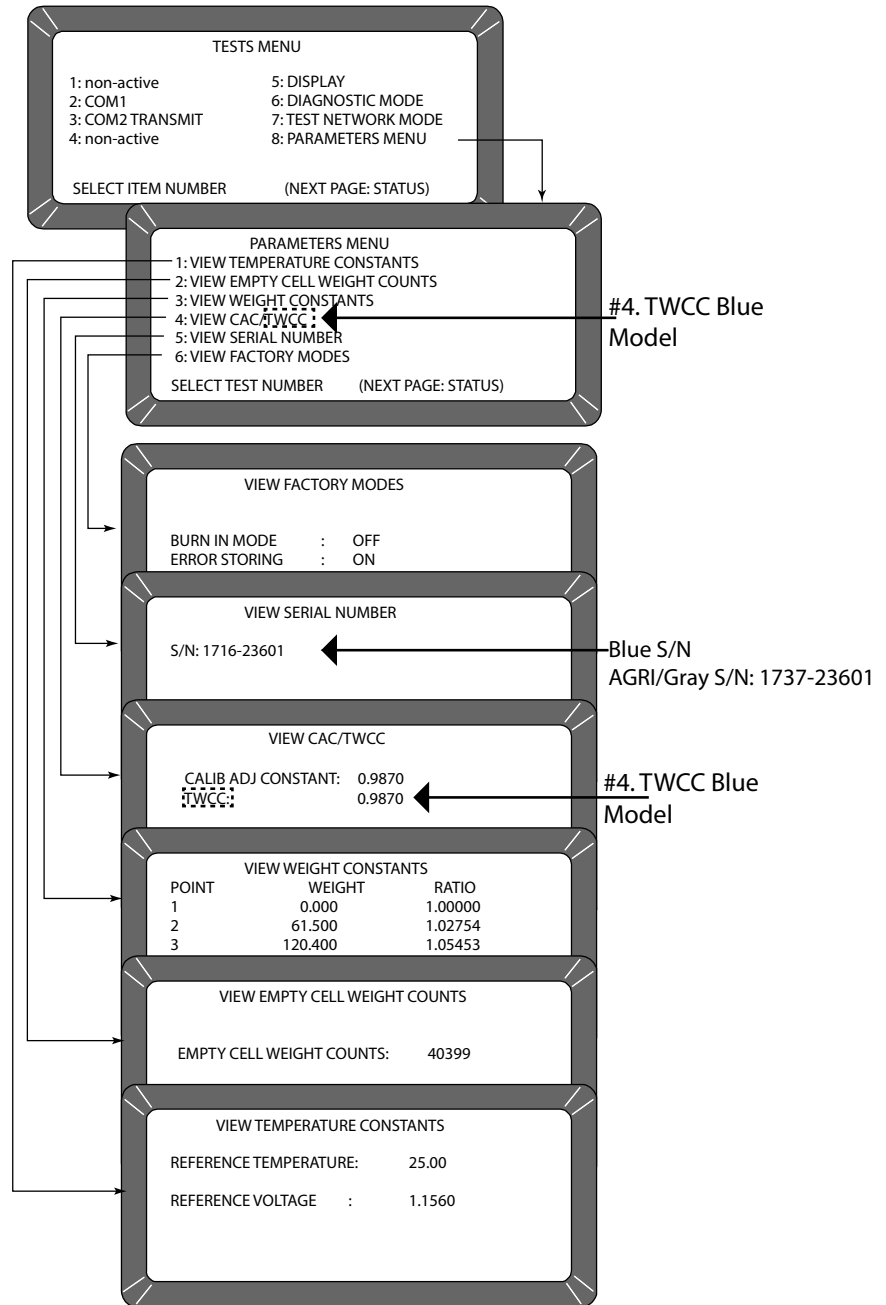 TESTS MENU
1: non-active 5: DISPLAY
2: COM1 6: DIAGNOSTIC MODE
3: COM2 TRANSMIT 7: TEST NETWORK MODE
4: non-active 8: PARAMETERS MENU
SELECT ITEM NUMBER (NEXT PAGE: STATUS)
PARAMETERS MENU
1: VIEW TEMPERATURE CONSTANTS
2: VIEW EMPTY CELL WEIGHT COUNTS
3: VIEW WEIGHT CONSTANTS
4: VIEW CAC/TWCC
5: VIEW SERIAL NUMBER
6: VIEW FACTORY MODES
SELECT TEST NUMBER (NEXT PAGE: STATUS)
#4. TWCC Blue
Model
VIEW FACTORY MODES
BURN IN MODE : OFF
ERROR STORING : ON
VIEW SERIAL NUMBER
S/N: 1716-23601
Blue S/N
AGRI/Gray S/N: 1737-23601
VIEW CAC/TWCC
CALIB ADJ CONSTANT: 0.9870
TWCC: 0.9870
#4. TWCC Blue
Model
VIEW WEIGHT CONSTANTS
POINT WEIGHT RATIO
1 0.000 1.00000
2 61.500 1.02754
3 120.400 1.05453
VIEW EMPTY CELL WEIGHT COUNTS
EMPTY CELL WEIGHT COUNTS: 40399
VIEW TEMPERATURE CONSTANTS
REFERENCE TEMPERATURE: 25.00
REFERENCE VOLTAGE : 1.1560